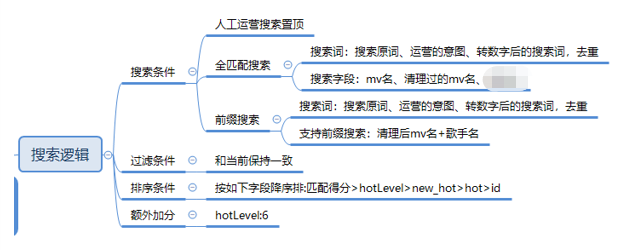 人工运营搜索置顶
搜索词：搜索原词、运营的意图、转数字后的搜索词，去重
全匹配搜索
搜索条件
搜索字段：mv名、清理过的mv名、
搜索词：搜索原词、运营的意图、转数字后的搜索词，去重
前缀搜索
支持前缀搜索：清理后mv名+歌手名
搜索逻辑
过滤条件
和当前保持一致
排序条件
按如下字段降序排:匹配得分>hotLevel>new_hot>hot>id
额外加分
hotLevel:6